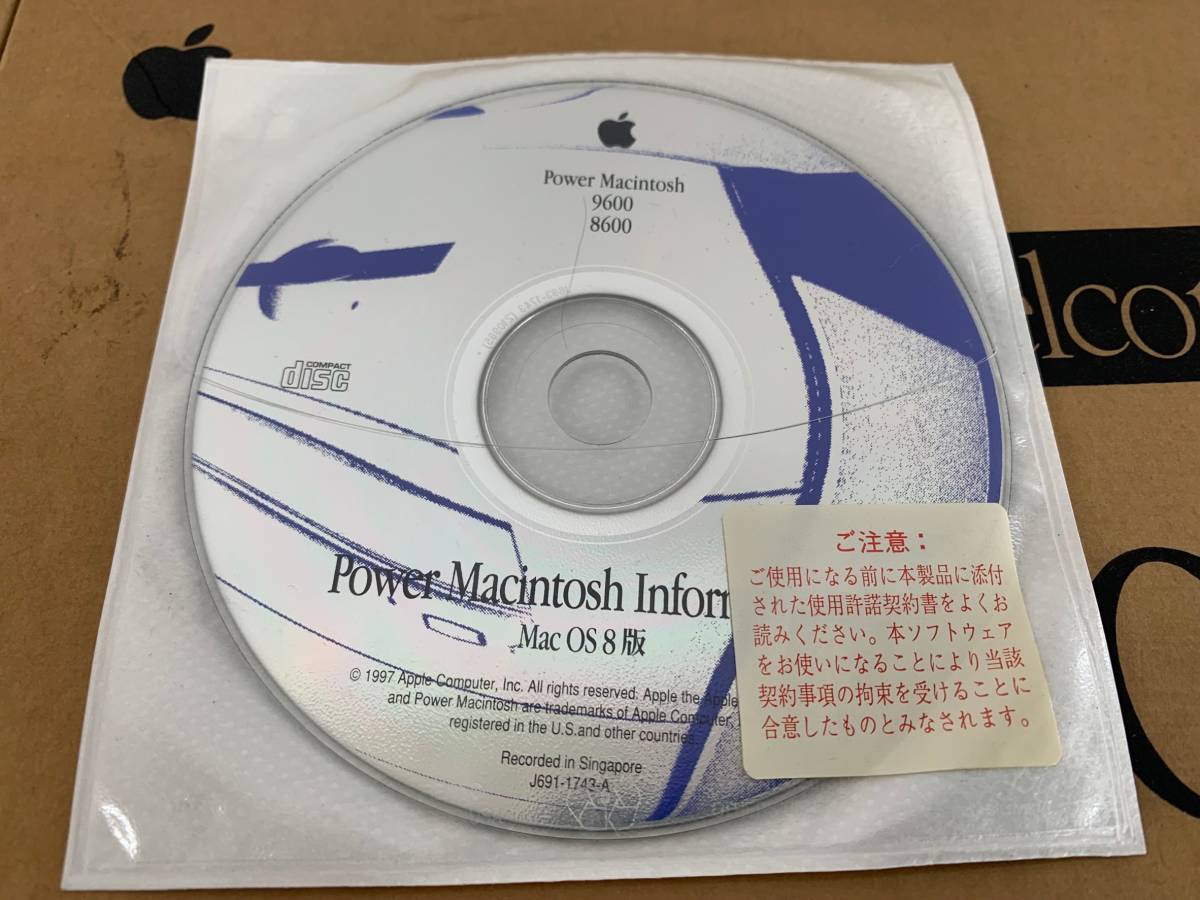 Power Macintosh
9600
8600
elco
COMPACT
disc
Power Macintosh Infor
Mac OS 8 版
© 1997 Apple Computer, Inc. All rights reserved. Apple the Apple
and Power Macintosh are trademarks of Apple Computer,
registered in the U.S.and other countries.
Recorded in Singapore
J691-1743-A
ご注意：
ご使用になる前に本製品に添付
された使用許諾契約書をよくお
読みください。本ソフトウェア
をお使いになることにより当該
契約事項の拘束を受けることに
合意したものとみなされます。